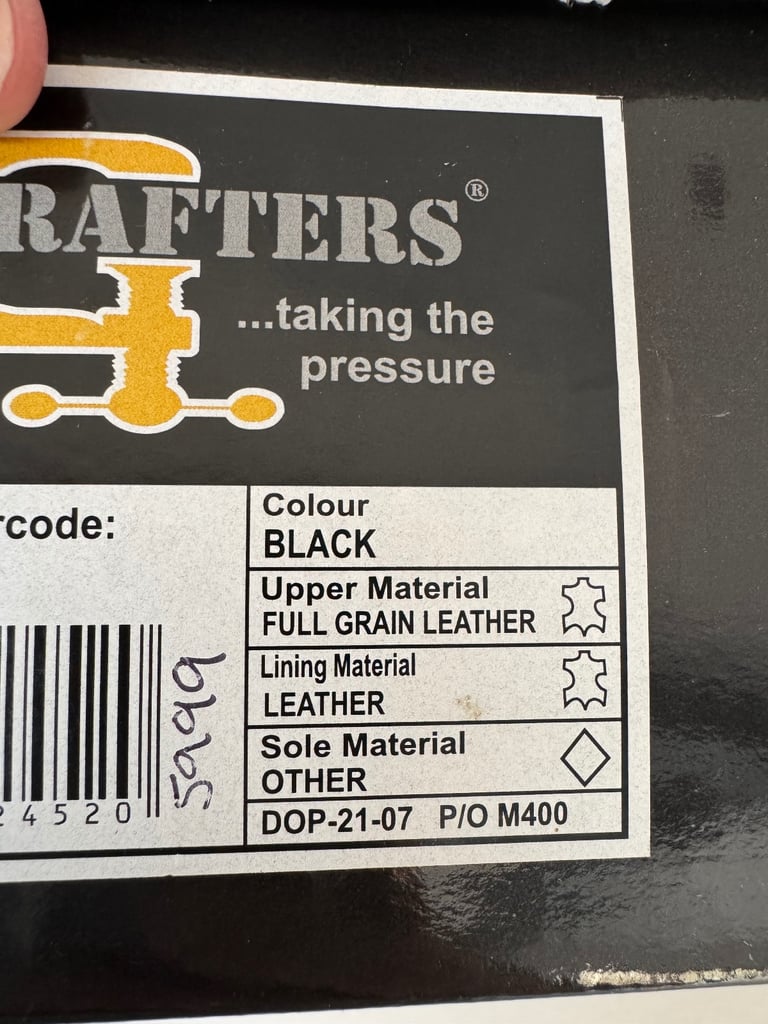 RAFTERS®
...taking the
pressure
rcode:
24520
5999
Colour
BLACK
Upper Material
FULL GRAIN LEATHER
Lining Material
LEATHER
Sole Material
OTHER
DOP-21-07 P/O M400